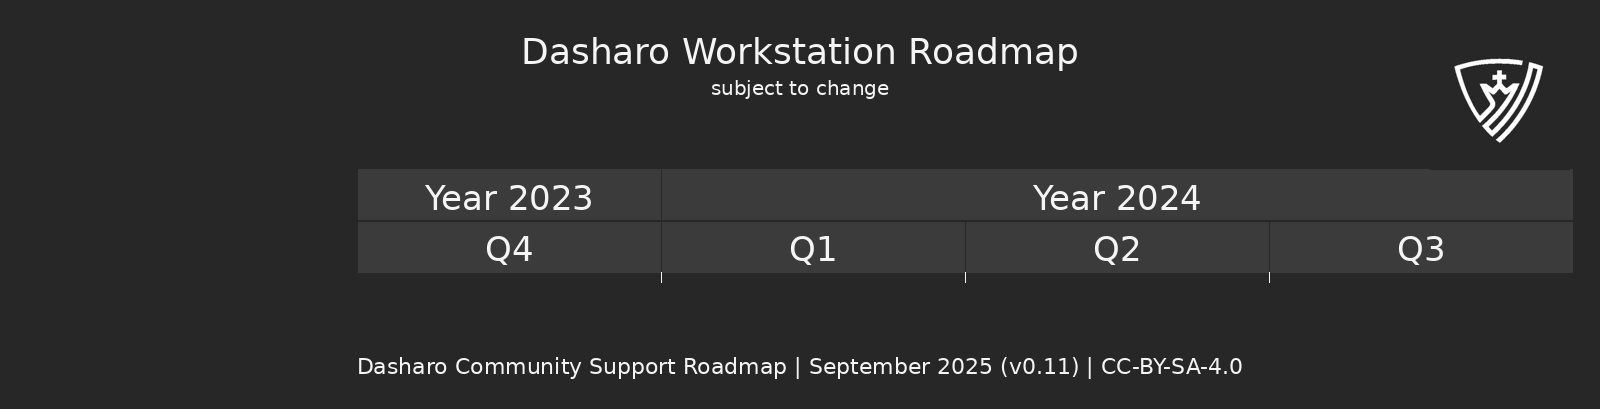 Dasharo Workstation Roadmap
subject to change
Year 2023 Year 2024
Q4 Q1 Q2 Q3
Dasharo Community Support Roadmap | September 2025 (v0.11) | CC-BY-SA-4.0